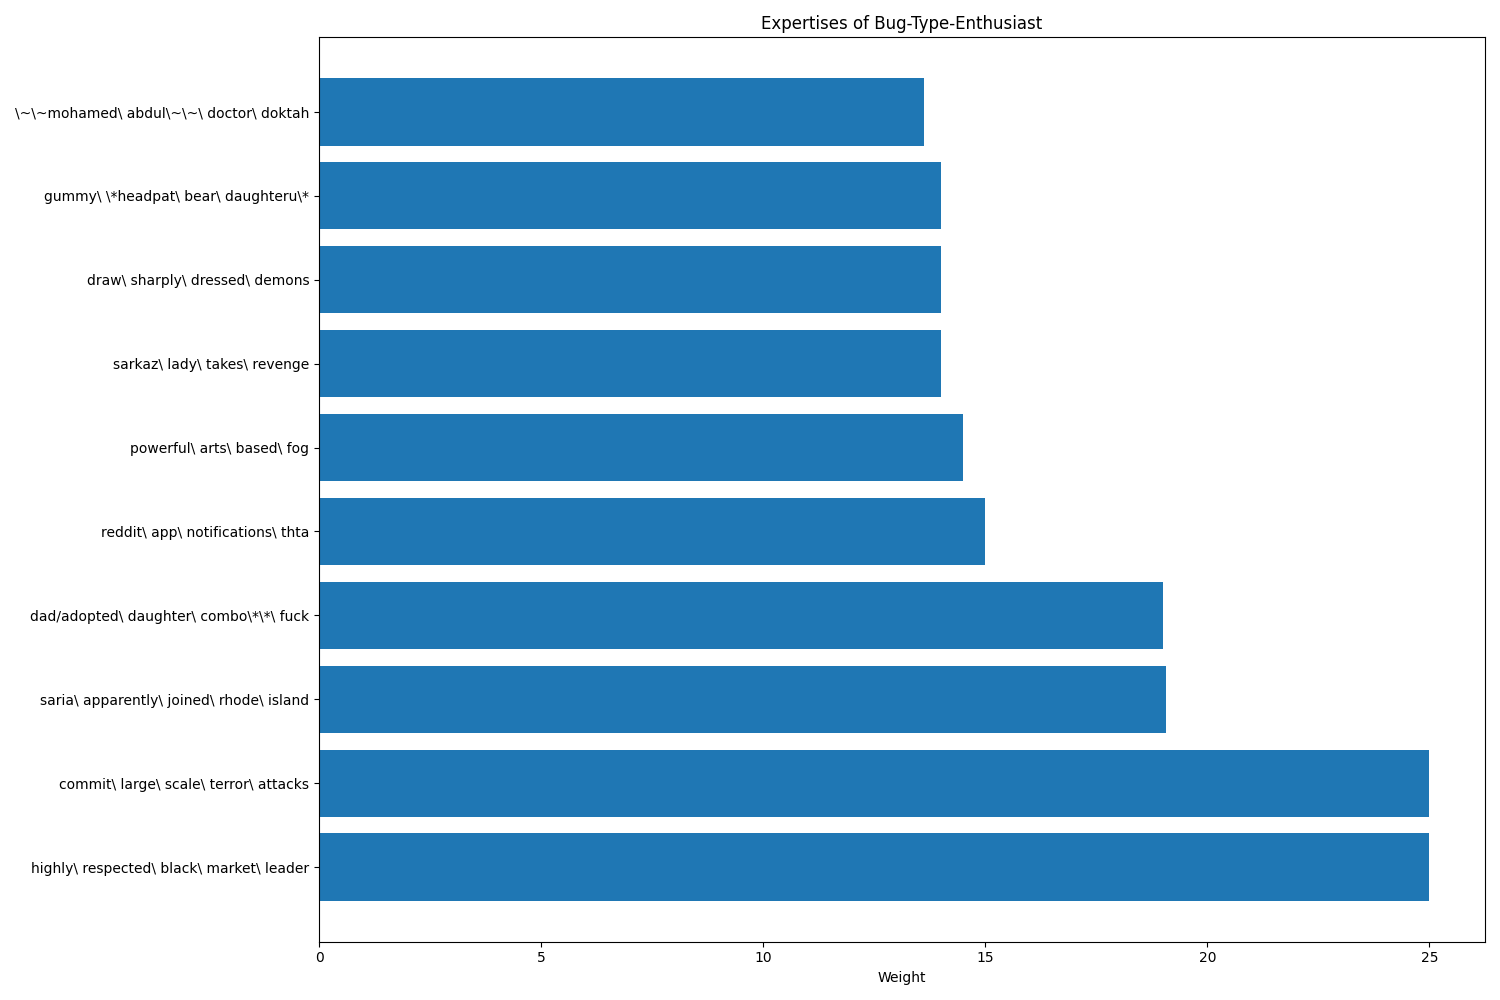 Expertises of Bug-Type-Enthusiast
\~\~mohamed\ abdul\~\~\ doctor\ doktah
gummy\ \*headpat\ bear\ daughteru\*
draw\ sharply\ dressed\ demons
sarkaz\ lady\ takes\ revenge
powerful\ arts\ based\ fog
reddit\ app\ notifications\ thta
dad/adopted\ daughter\ combo\*\*\ fuck
saria\ apparently\ joined\ rhode\ island
commit\ large\ scale\ terror\ attacks
highly\ respected\ black\ market\ leader
0 5 10 15 20 25
Weight